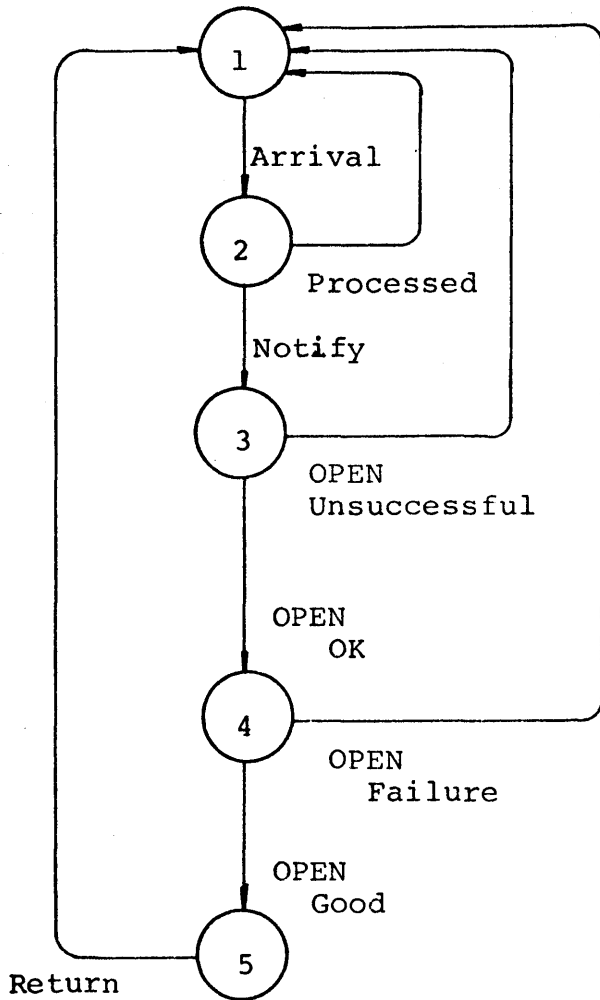 1
Arrival
2
Processed
Notify
3
OPEN
Unsuccessful
OPEN
OK
4
OPEN
Failure
OPEN
Good
5
Return